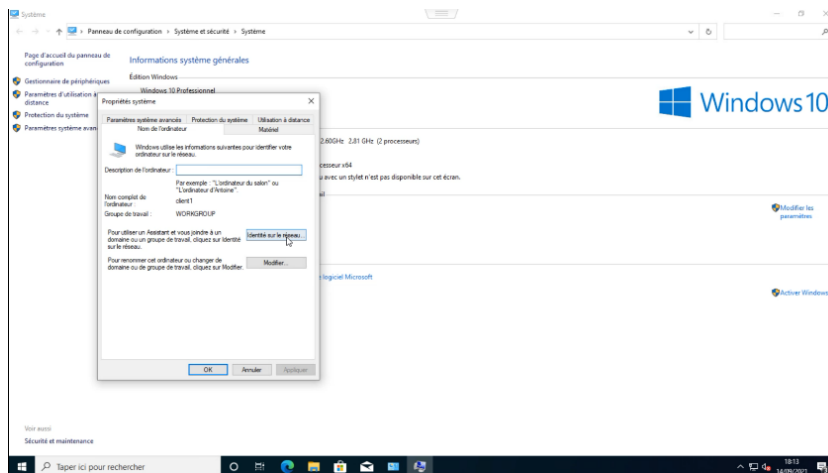 Système
Panneau de configuration › Système et sécurité › Système
Page d'accueil du panneau de
configuration
Gestionnaire de périphériques
Paramètres d'utilisation à
distance
Protection du système
Paramètres système avan
Informations système générales
Édition Windows
Windows 10 Professionnel
Windows 10
Propriétés système
Paramètres système avancés
Protection du système
Utilisation à distance
Nom de l'ordinateur
Matériel
Windows utilise les informations suivantes pour identifier votre
ordinateur sur le réseau.
Description de l'ordinateur :
Par exemple : "L'ordinateur du salon" ou
"L'ordinateur d'Antoine".
Nom complet de
l'ordinateur :
client1
Groupe de travail :
WORKGROUP
Pour utiliser un Assistant et vous joindre à un
domaine ou un groupe de travail, cliquez sur Identité
sur le réseau.
Identité sur le réseau...
Pour renommer cet ordinateur ou changer de
domaine ou de groupe de travail, cliquez sur Modifier.
Modifier...
OK
Annuler
Appliquer
2.60GHz 2.81 GHz (2 processeurs)
cesseur x64
u avec un stylet n'est pas disponible sur cet écran.
Modifier les
paramètres
logiciel Microsoft
Activer Windows
Voir aussi
Sécurité et maintenance
Taper ici pour rechercher
18:13
14/09/2021